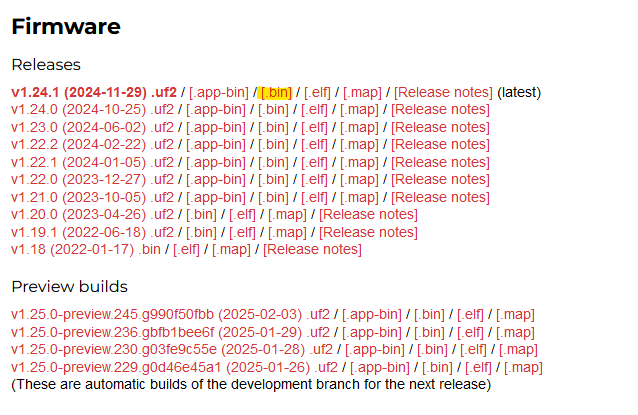 Firmware
Releases
v1.24.1 (2024-11-29) .uf2 / [.app-bin] / [.bin] / [.elf] / [.map] / [Release notes] (latest)
v1.24.0 (2024-10-25) .uf2 / [.app-bin] / [.bin] / [.elf] / [.map] / [Release notes]
v1.23.0 (2024-06-02) .uf2 / [.app-bin] / [.bin] / [.elf] / [.map] / [Release notes]
v1.22.2 (2024-02-22) .uf2 / [.app-bin] / [.bin] / [.elf] / [.map] / [Release notes]
v1.22.1 (2024-01-05) .uf2 / [.app-bin] / [.bin] / [.elf] / [.map] / [Release notes]
v1.22.0 (2023-12-27) .uf2 / [.app-bin] / [.bin] / [.elf] / [.map] / [Release notes]
v1.21.0 (2023-10-05) .uf2 / [.app-bin] / [.bin] / [.elf] / [.map] / [Release notes]
v1.20.0 (2023-04-26) .uf2 / [.bin] / [.elf] / [.map] / [Release notes]
v1.19.1 (2022-06-18) .uf2 / [.bin] / [.elf] / [.map] / [Release notes]
v1.18 (2022-01-17) .bin / [.elf] / [.map] / [Release notes]
Preview builds
v1.25.0-preview.245.g990f50fbb (2025-02-03) .uf2 / [.app-bin] / [.bin] / [.elf] / [.map]
v1.25.0-preview.236.gbfb1bee6f (2025-01-29) .uf2 / [.app-bin] / [.bin] / [.elf] / [.map]
v1.25.0-preview.230.g03fe9c55e (2025-01-28) .uf2 / [.app-bin] / [.bin] / [.elf] / [.map]
v1.25.0-preview.229.g0d46e45a1 (2025-01-26) .uf2 / [.app-bin] / [.bin] / [.elf] / [.map]
(These are automatic builds of the development branch for the next release)